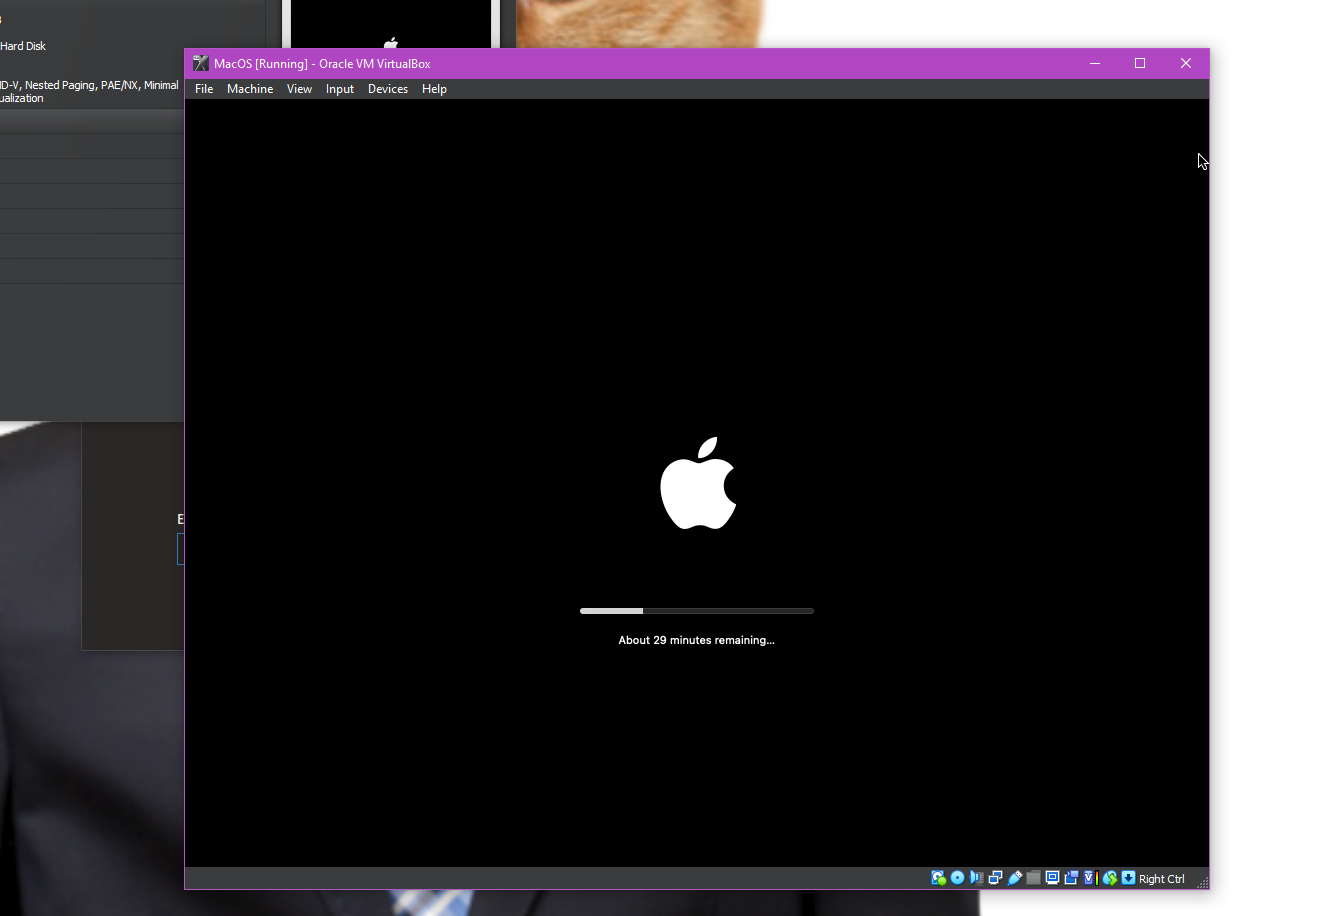 Hard Disk
D-V, Nested Paging, PAE/NX, Minimal
ualization
MacOS [Running] - Oracle VM VirtualBox
File Machine View Input Devices Help
E
About 29 minutes remaining...
Right Ctrl